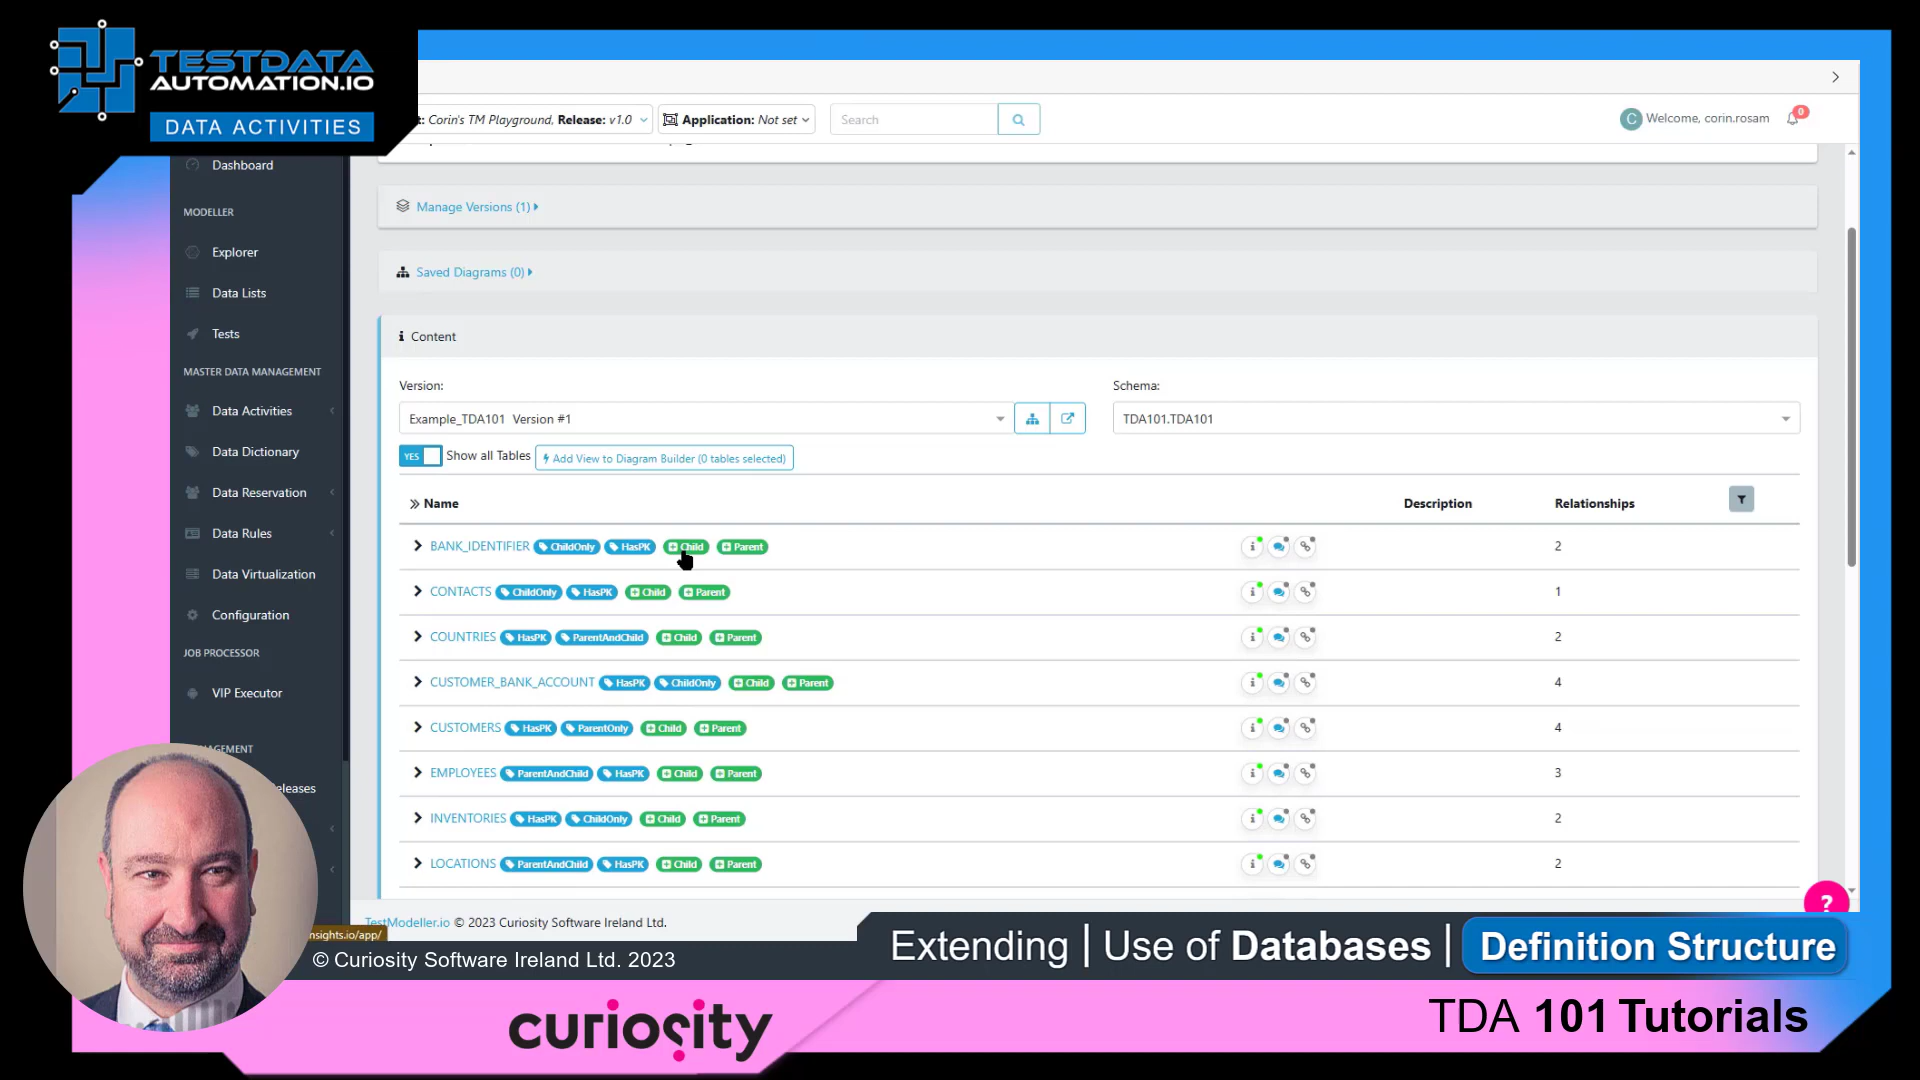 TESTDATA
AUTOMATION.IO
DATA ACTIVITIES
t: Corin's TM Playground, Release: v1.0
Application: Not set
Search
C Welcome, corin.rosam
0
Dashboard
MODELLER
Explorer
Data Lists
Tests
MASTER DATA MANAGEMENT
Data Activities
Data Dictionary
Data Reservation
Data Rules
Data Virtualization
Configuration
JOB PROCESSOR
VIP Executor
Manage Versions (1)
Saved Diagrams (0)
Content
Version:
Schema:
Example_TDA101 Version #1
TDA101.TDA101
YES Show all Tables Add View to Diagram Builder (0 tables selected)
Name Description Relationships
BANK_IDENTIFIER ChildOnly HasPK Child Parent 2
CONTACTS ChildOnly HasPK Child Parent 1
COUNTRIES HasPK ParentAndChild Child Parent 2
CUSTOMER_BANK_ACCOUNT HasPK ChildOnly Child Parent 4
CUSTOMERS HasPK ParentOnly Child Parent 4
EMPLOYEES ParentAndChild HasPK Child Parent 3
INVENTORIES HasPK ChildOnly Child Parent 2
LOCATIONS ParentAndChild HasPK Child Parent 2
?
TestModeller.io © 2023 Curiosity Software Ireland Ltd.
nsights.io/app/
© Curiosity Software Ireland Ltd. 2023
Extending | Use of Databases | Definition Structure
curiosity
TDA 101 Tutorials